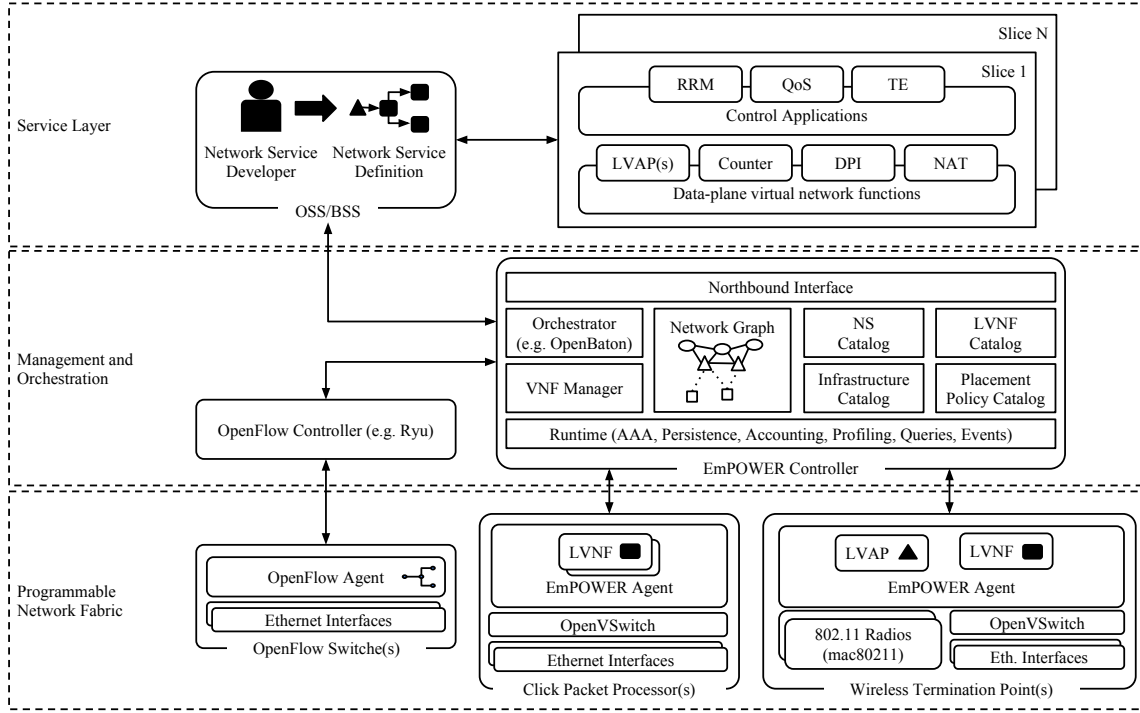 Slice N
Slice 1
RRM
QoS
TE
Control Applications
Service Layer
Network Service
Developer
Network Service
Definition
LVAP(s)
Counter
DPI
NAT
Data-plane virtual network functions
OSS/BSS
Northbound Interface
Orchestrator
(e.g. OpenBaton)
Network Graph
NS
Catalog
LVNF
Catalog
Management and
Orchestration
VNF Manager
Infrastructure
Catalog
Placement
Policy Catalog
OpenFlow Controller (e.g. Ryu)
Runtime (AAA, Persistence, Accounting, Profiling, Queries, Events)
EmPOWER Controller
Programmable
Network Fabric
OpenFlow Agent
Ethernet Interfaces
OpenFlow Switche(s)
LVNF
EmPOWER Agent
OpenVSwitch
Ethernet Interfaces
Click Packet Processor(s)
LVAP
LVNF
EmPOWER Agent
802.11 Radios
(mac80211)
OpenVSwitch
Eth. Interfaces
Wireless Termination Point(s)